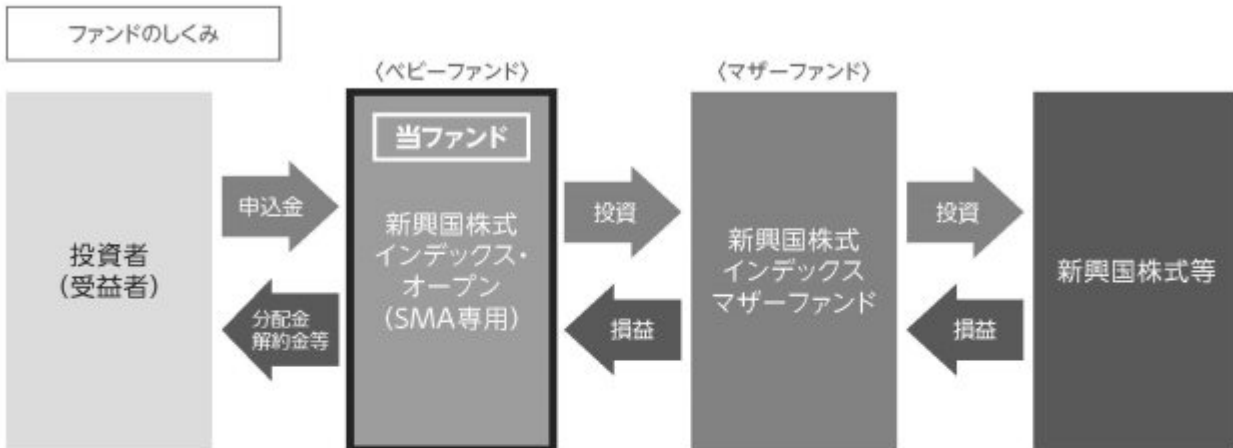 ファンドのしくみ
〈ベビーファンド〉
〈マザーファンド〉
投資者
(受益者)
申込金
分配金
解約金等
当ファンド
新興国株式
インデックス・
オープン
(SMA専用)
投資
損益
新興国株式
インデックス
マザーファンド
投資
損益
新興国株式等